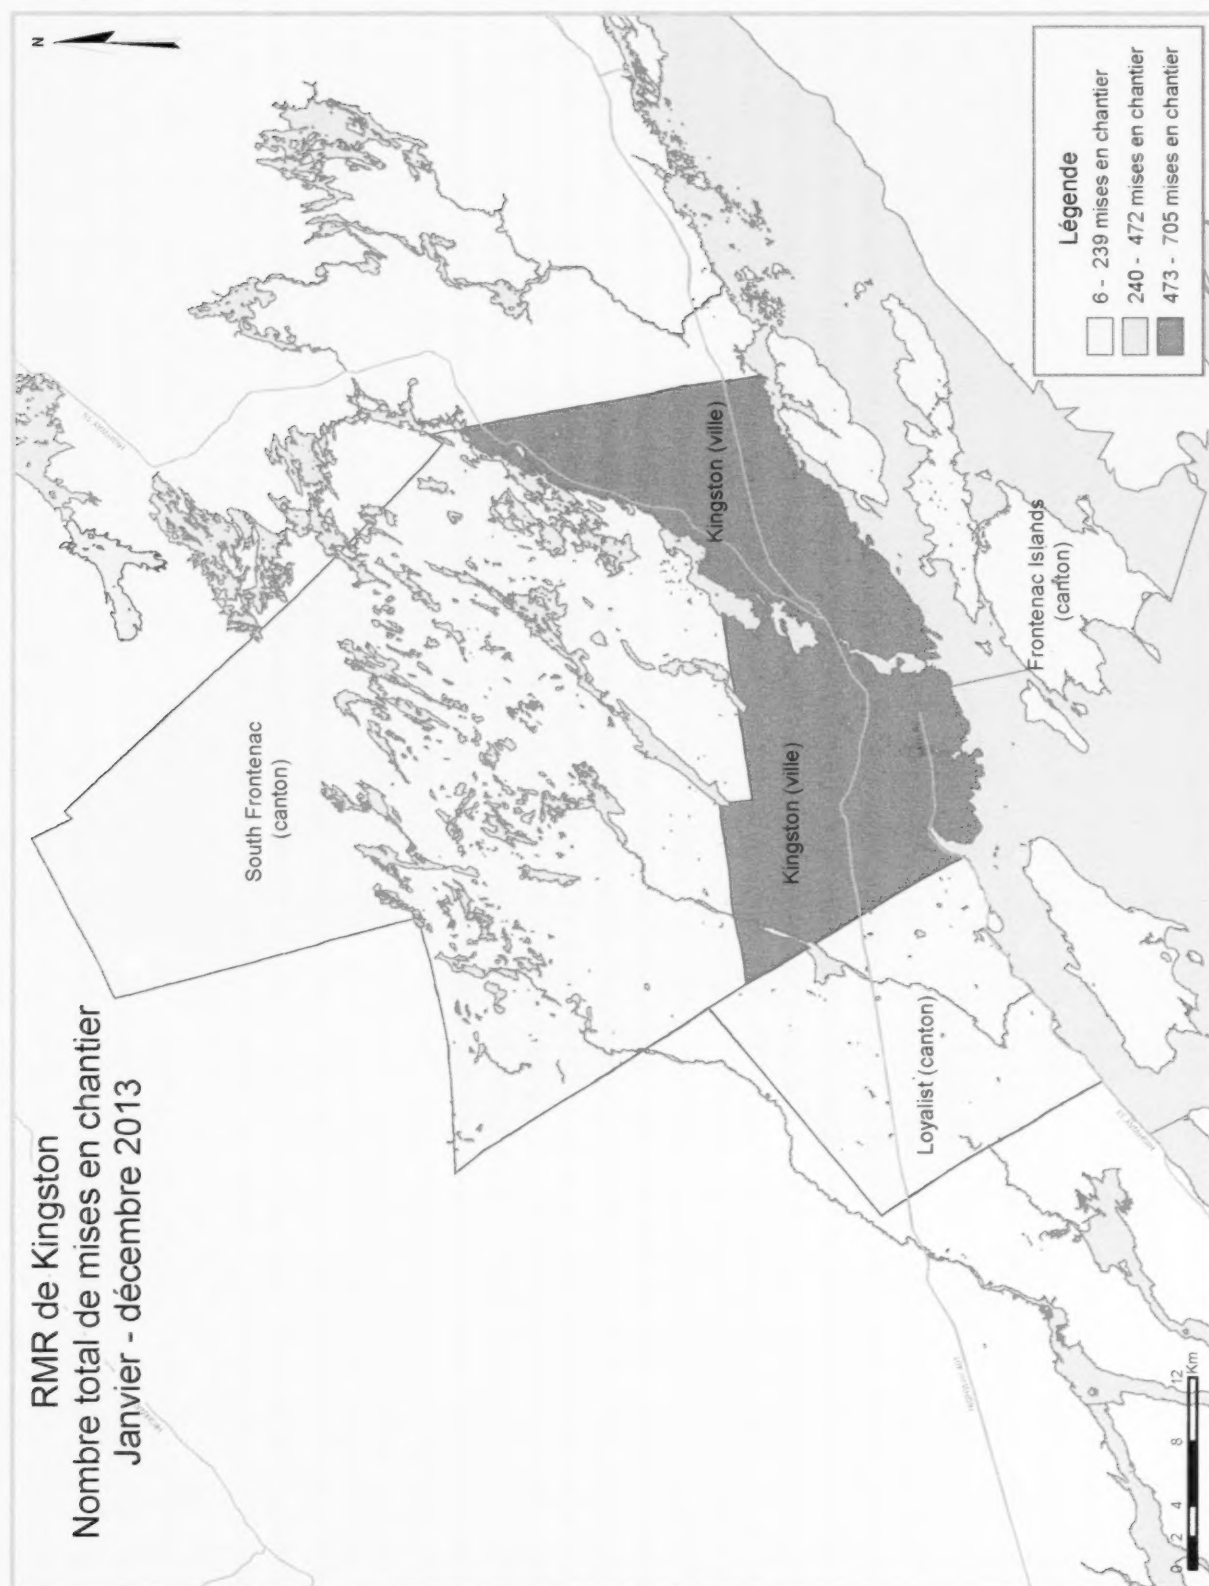 RMR de Kingston
Nombre total de mises en chantier
Janvier - décembre 2013
N
South Frontenac
(canton)
Kingston (ville)
Kingston (ville)
Loyalist (canton)
Frontenac Islands
(canton)
Légende
6 - 239 mises en chantier
240 - 472 mises en chantier
473 - 705 mises en chantier
0 2 4 8 12
Km